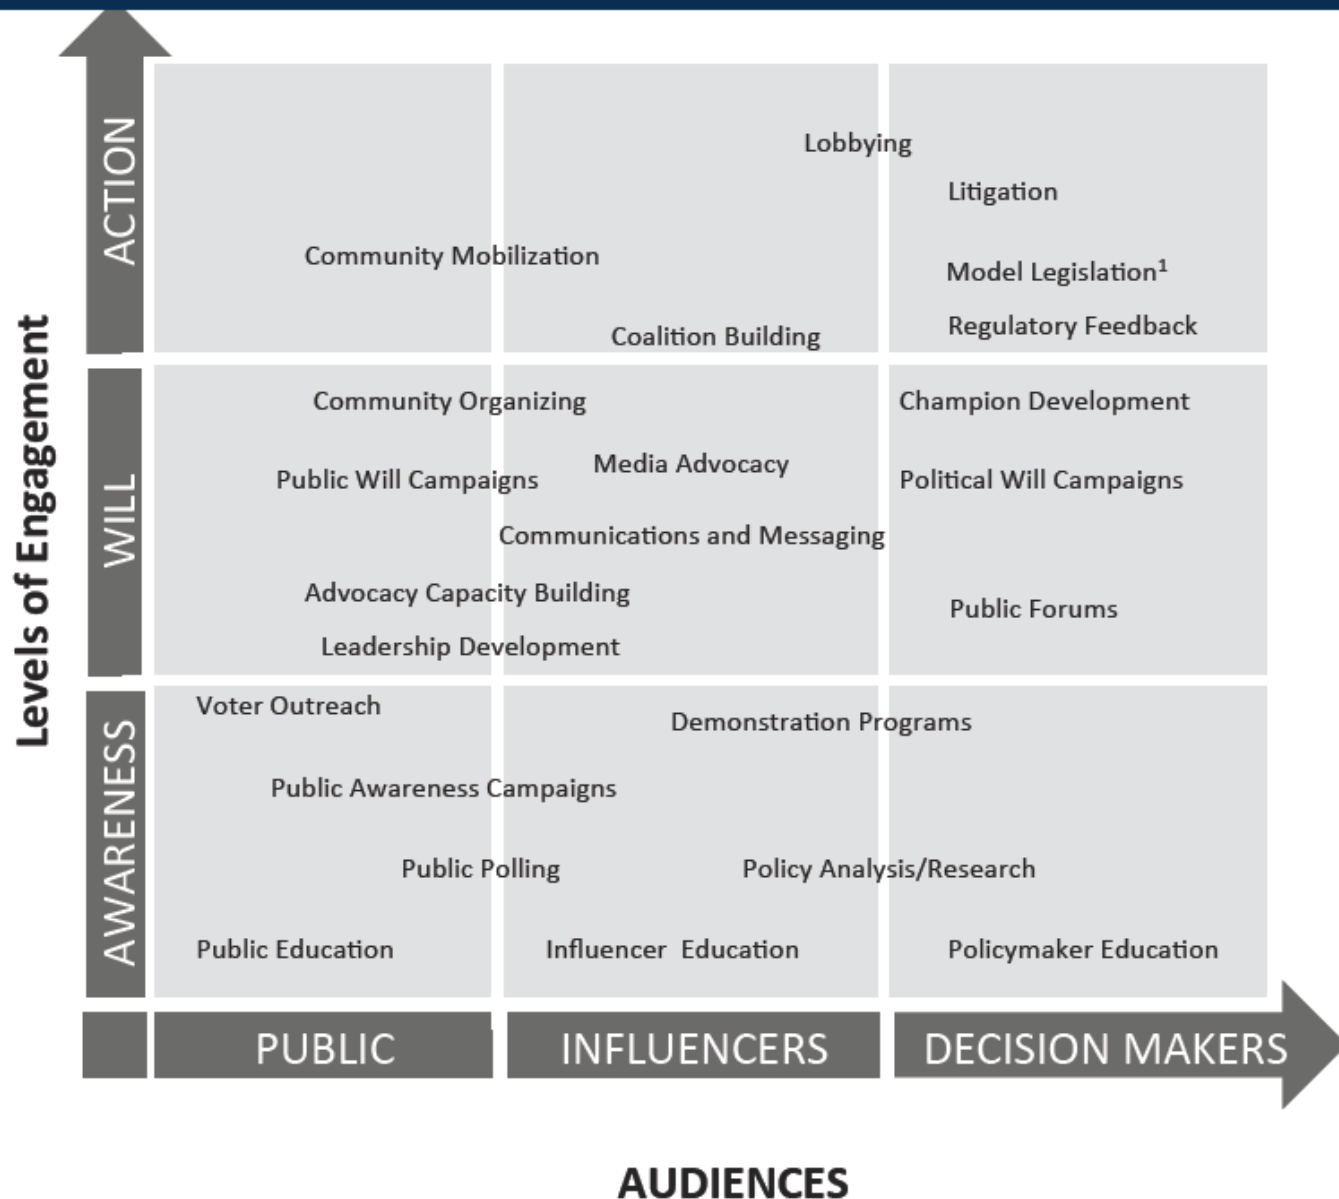 Levels of Engagement
ACTION
Lobbying
Litigation
Community Mobilization
Model Legislation¹
Regulatory Feedback
Coalition Building
WILL
Community Organizing
Champion Development
Media Advocacy
Public Will Campaigns
Political Will Campaigns
Communications and Messaging
Advocacy Capacity Building
Public Forums
Leadership Development
AWARENESS
Voter Outreach
Demonstration Programs
Public Awareness Campaigns
Public Polling
Policy Analysis/Research
Public Education
Influencer Education
Policymaker Education
PUBLIC
INFLUENCERS
DECISION MAKERS
AUDIENCES